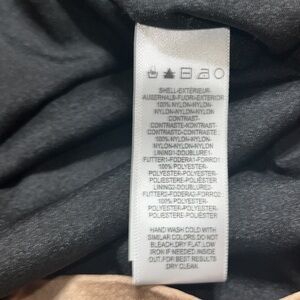 SHELL-EXTÉRIEUR-
AUSSERHALB-FUORI-EXTERIOR
100% NYLON-NYLON-
NYLON-NYLON-NYLON
CONTRAST-
CONTRASTE-KONTRAST-
CONTRASTO-CONTRASTE
100% NYLON-NYLON-
NYLON-NYLON-NYLON
LINING1-DOUBLURE1-
FUTTER1-FODERA1-FORRO1
100% POLYESTER-
POLYESTER-POLYESTER-
POLIESTERE-POLIÉSTER
LINING2-DOUBLURE2-
FUTTER2-FODERA2-FORRO2
100% POLYESTER-
POLYESTER-POLYESTER-
POLIESTERE-POLIÉSTER
HAND WASH COLD WITH
SIMILAR COLORS,DO NOT
BLEACH,DRY FLAT,LOW
IRON IF NEEDED INSIDE
OUT,FOR BEST RESULTS
DRY CLEAN.